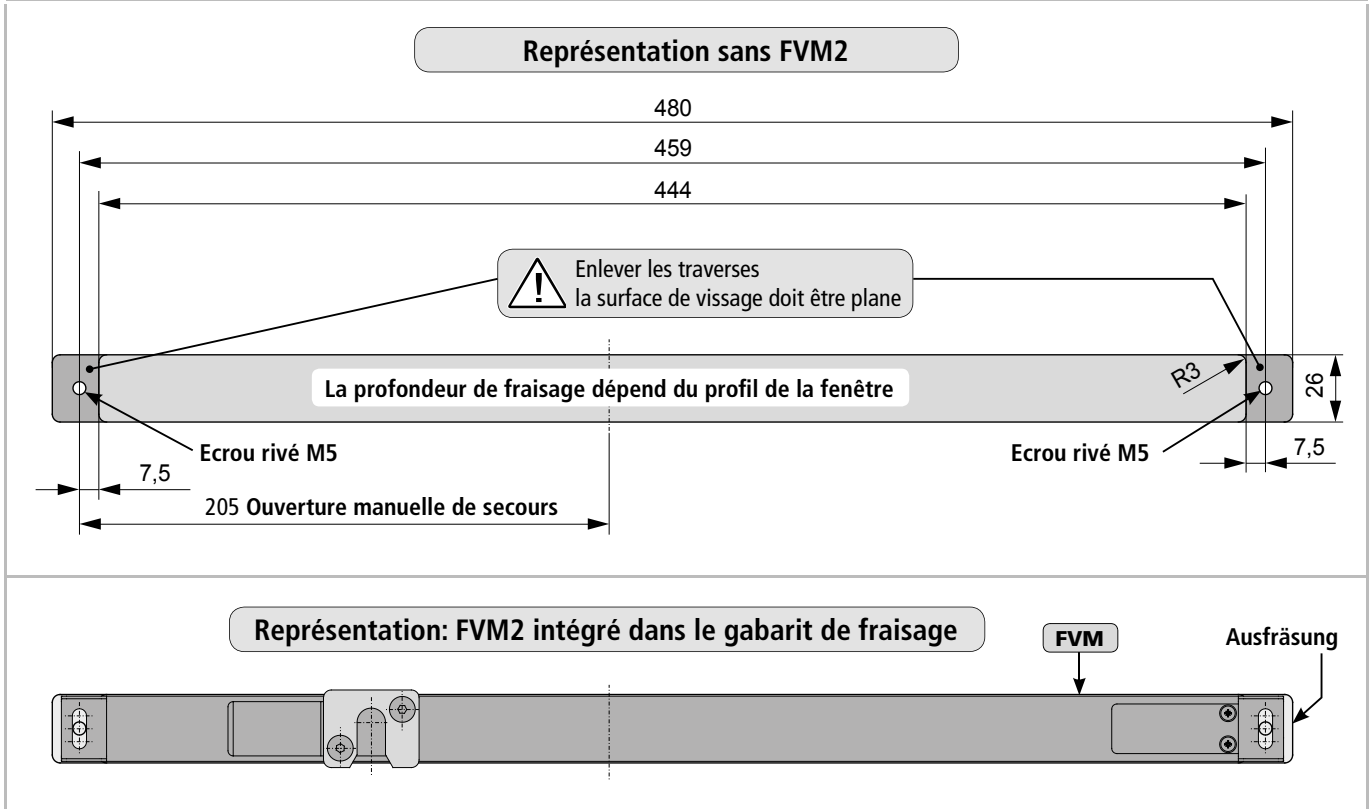 Représentation sans FVM2
480
459
444
Enlever les traverses
la surface de vissage doit être plane
La profondeur de fraisage dépend du profil de la fenêtre
R3
26
Ecrou rivé M5
Ecrou rivé M5
7,5
7,5
205 Ouverture manuelle de secours
Représentation: FVM2 intégré dans le gabarit de fraisage
FVM
Ausfräsung